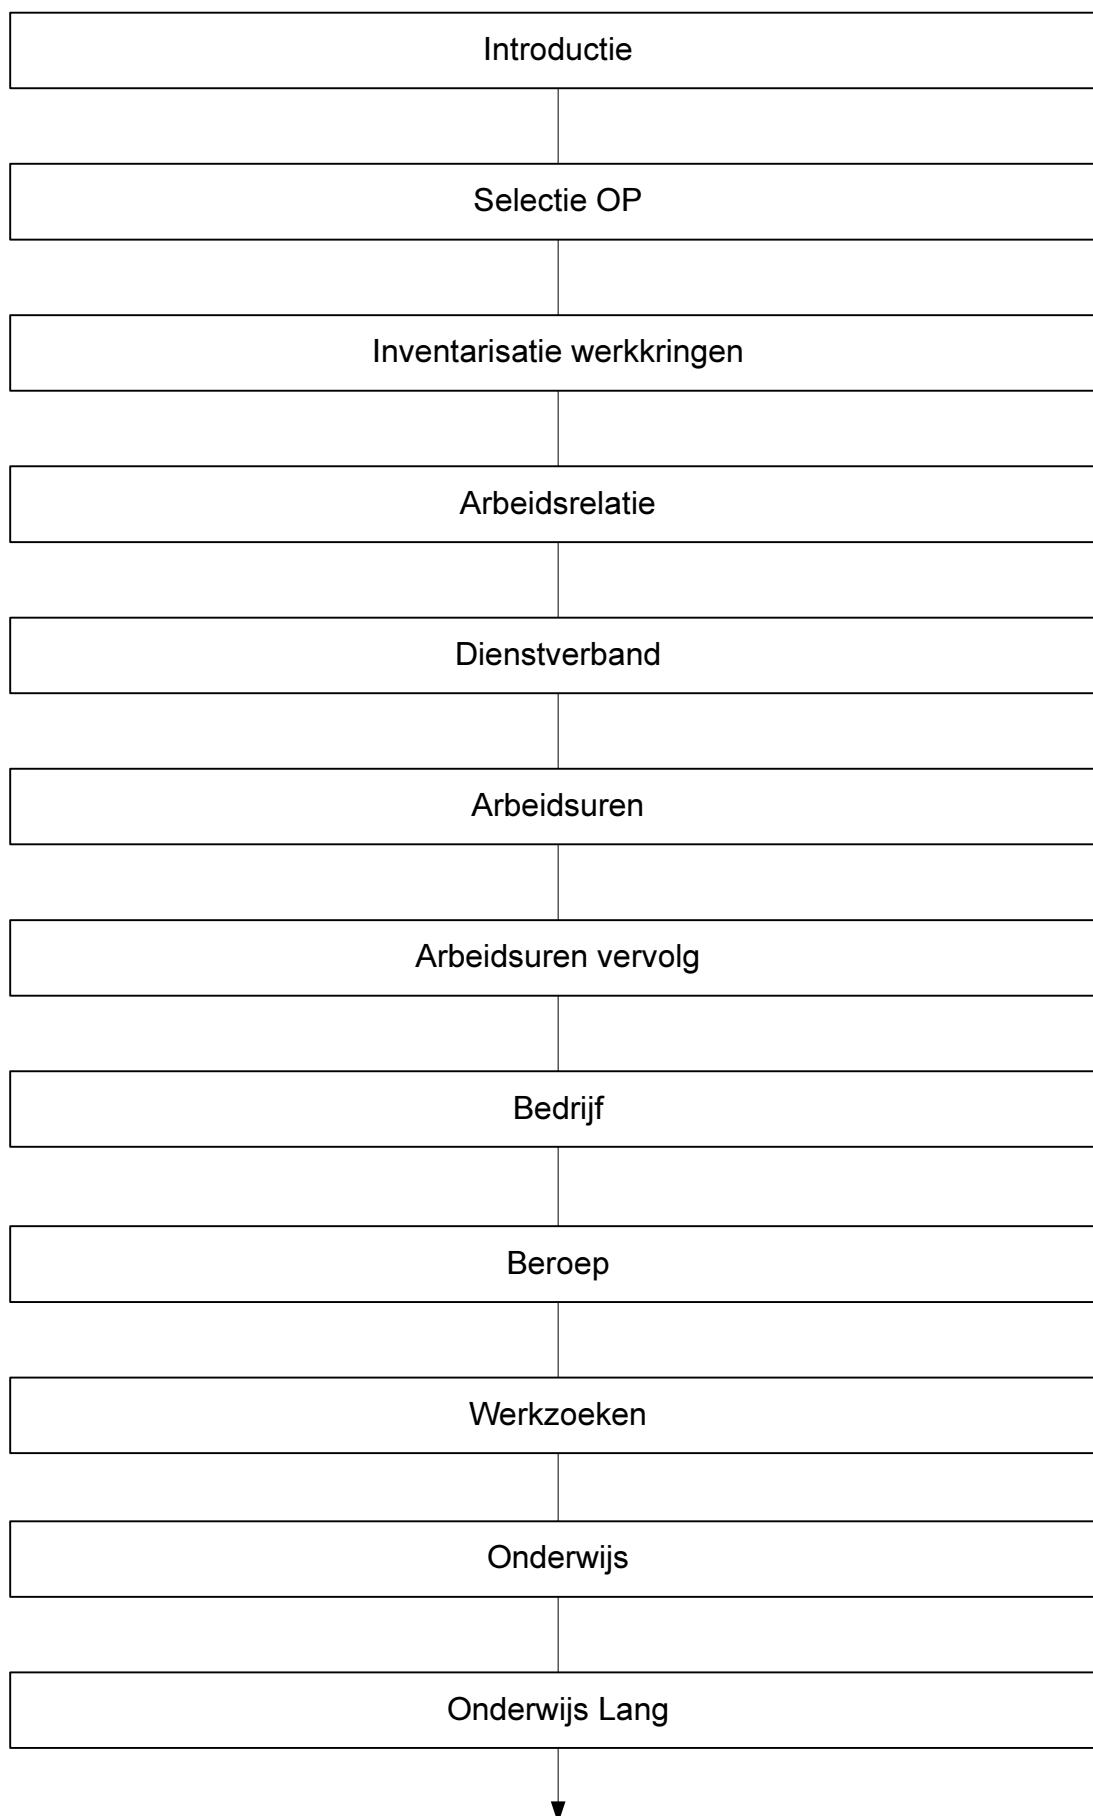 Introductie
Selectie OP
Inventarisatie werkkringen
Arbeidsrelatie
Dienstverband
Arbeidsuren
Arbeidsuren vervolg
Bedrijf
Beroep
Werkzoeken
Onderwijs
Onderwijs Lang